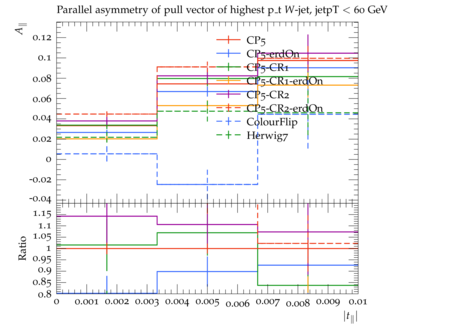 Parallel asymmetry of pull vector of highest p_t W-jet, jetpT < 60 GeV
A∥
0.12
0.1
0.08
0.06
0.04
0.02
0
-0.02
-0.04
CP5
CP5-erdOn
CP5-CR1
CP5-CR1-erdOn
CP5-CR2
CP5-CR2-erdOn
ColourFlip
Herwig7
Ratio
1.15
1.1
1.05
1
0.95
0.9
0.85
0.8
0 0.001 0.002 0.003 0.004 0.005 0.006 0.007 0.008 0.009 0.01
|t∥|